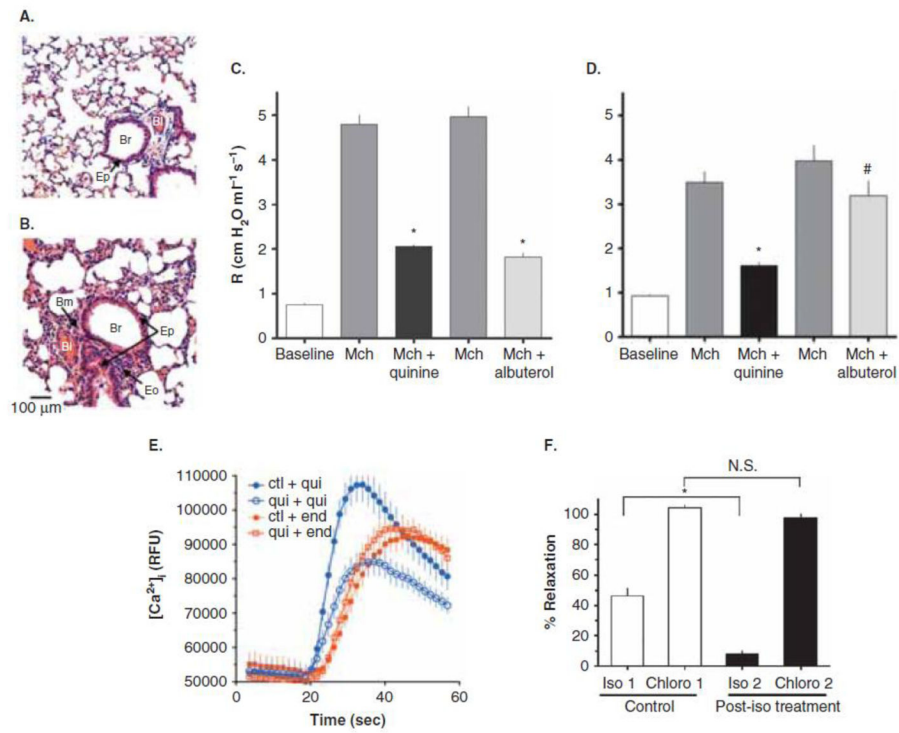 A.
Br
Bl
Ep
B.
Bm
Br
Ep
Bl
Eo
100 μm
C.
R (cm H2O ml⁻¹ s⁻¹)
5
4
3
2
1
0
*
*
Baseline
Mch
Mch + quinine
Mch
Mch + albuterol
D.
5
4
3
2
1
0
*
#
Baseline
Mch
Mch + quinine
Mch
Mch + albuterol
E.
[Ca²⁺]i (RFU)
110000
100000
90000
80000
70000
60000
50000
ctl + qui
qui + qui
ctl + end
qui + end
0
20
40
60
Time (sec)
F.
N.S.
*
% Relaxation
100
80
60
40
20
0
Iso 1
Chloro 1
Iso 2
Chloro 2
Control
Post-iso treatment